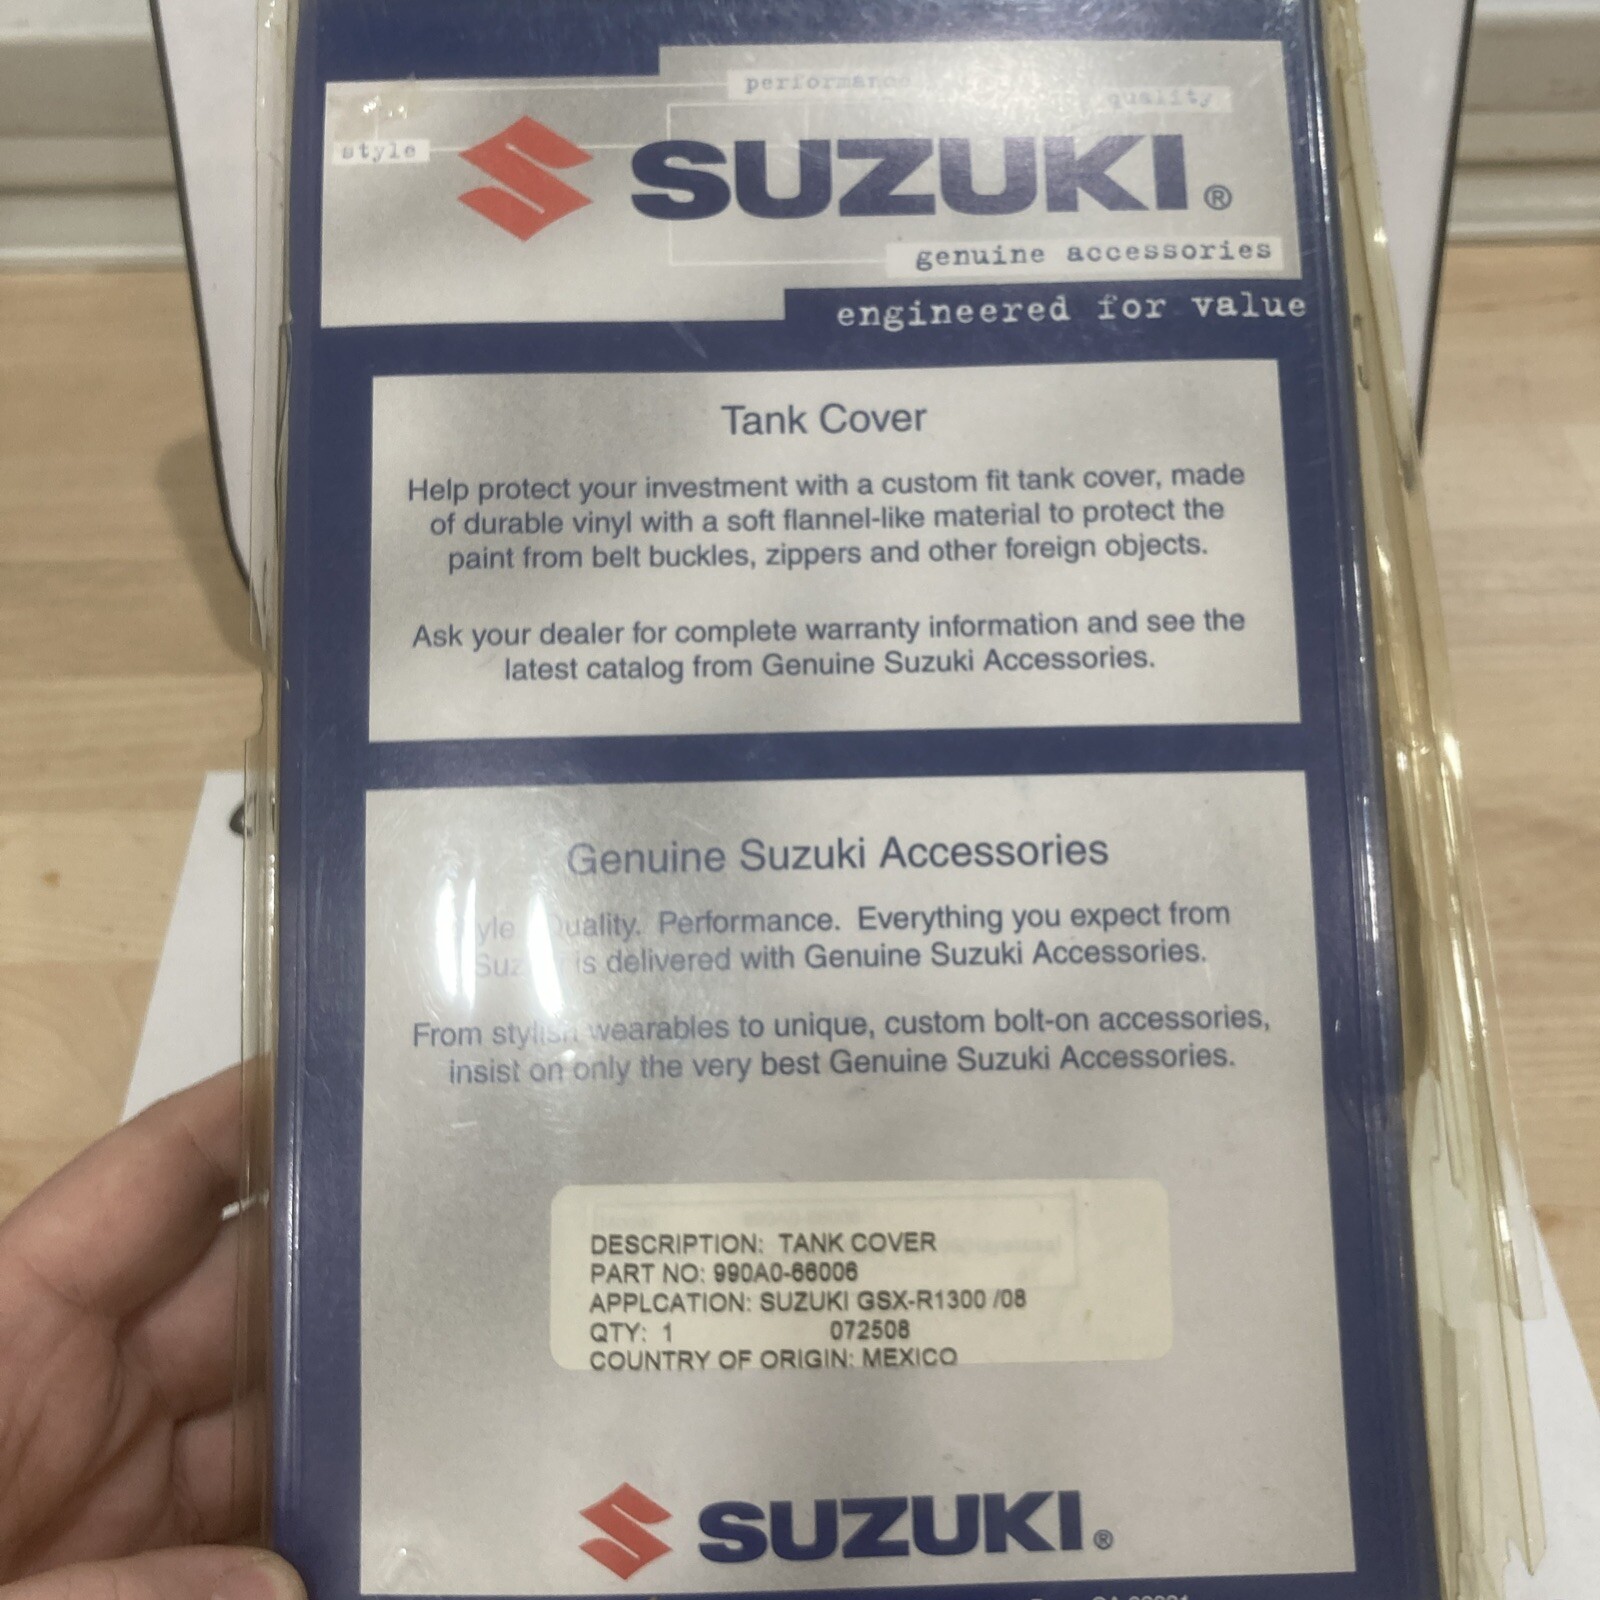 performance
quality
style
SUZUKI®
genuine accessories
engineered for value
Tank Cover
Help protect your investment with a custom fit tank cover, made
of durable vinyl with a soft flannel-like material to protect the
paint from belt buckles, zippers and other foreign objects.
Ask your dealer for complete warranty information and see the
latest catalog from Genuine Suzuki Accessories.
Genuine Suzuki Accessories
Quality. Performance. Everything you expect from
is delivered with Genuine Suzuki Accessories.
From stylish wearables to unique, custom bolt-on accessories,
insist on only the very best Genuine Suzuki Accessories.
DESCRIPTION: TANK COVER
PART NO: 990A0-66006
APPLCATION: SUZUKI GSX-R1300 /08
QTY: 1 072508
COUNTRY OF ORIGIN: MEXICO
SUZUKI®